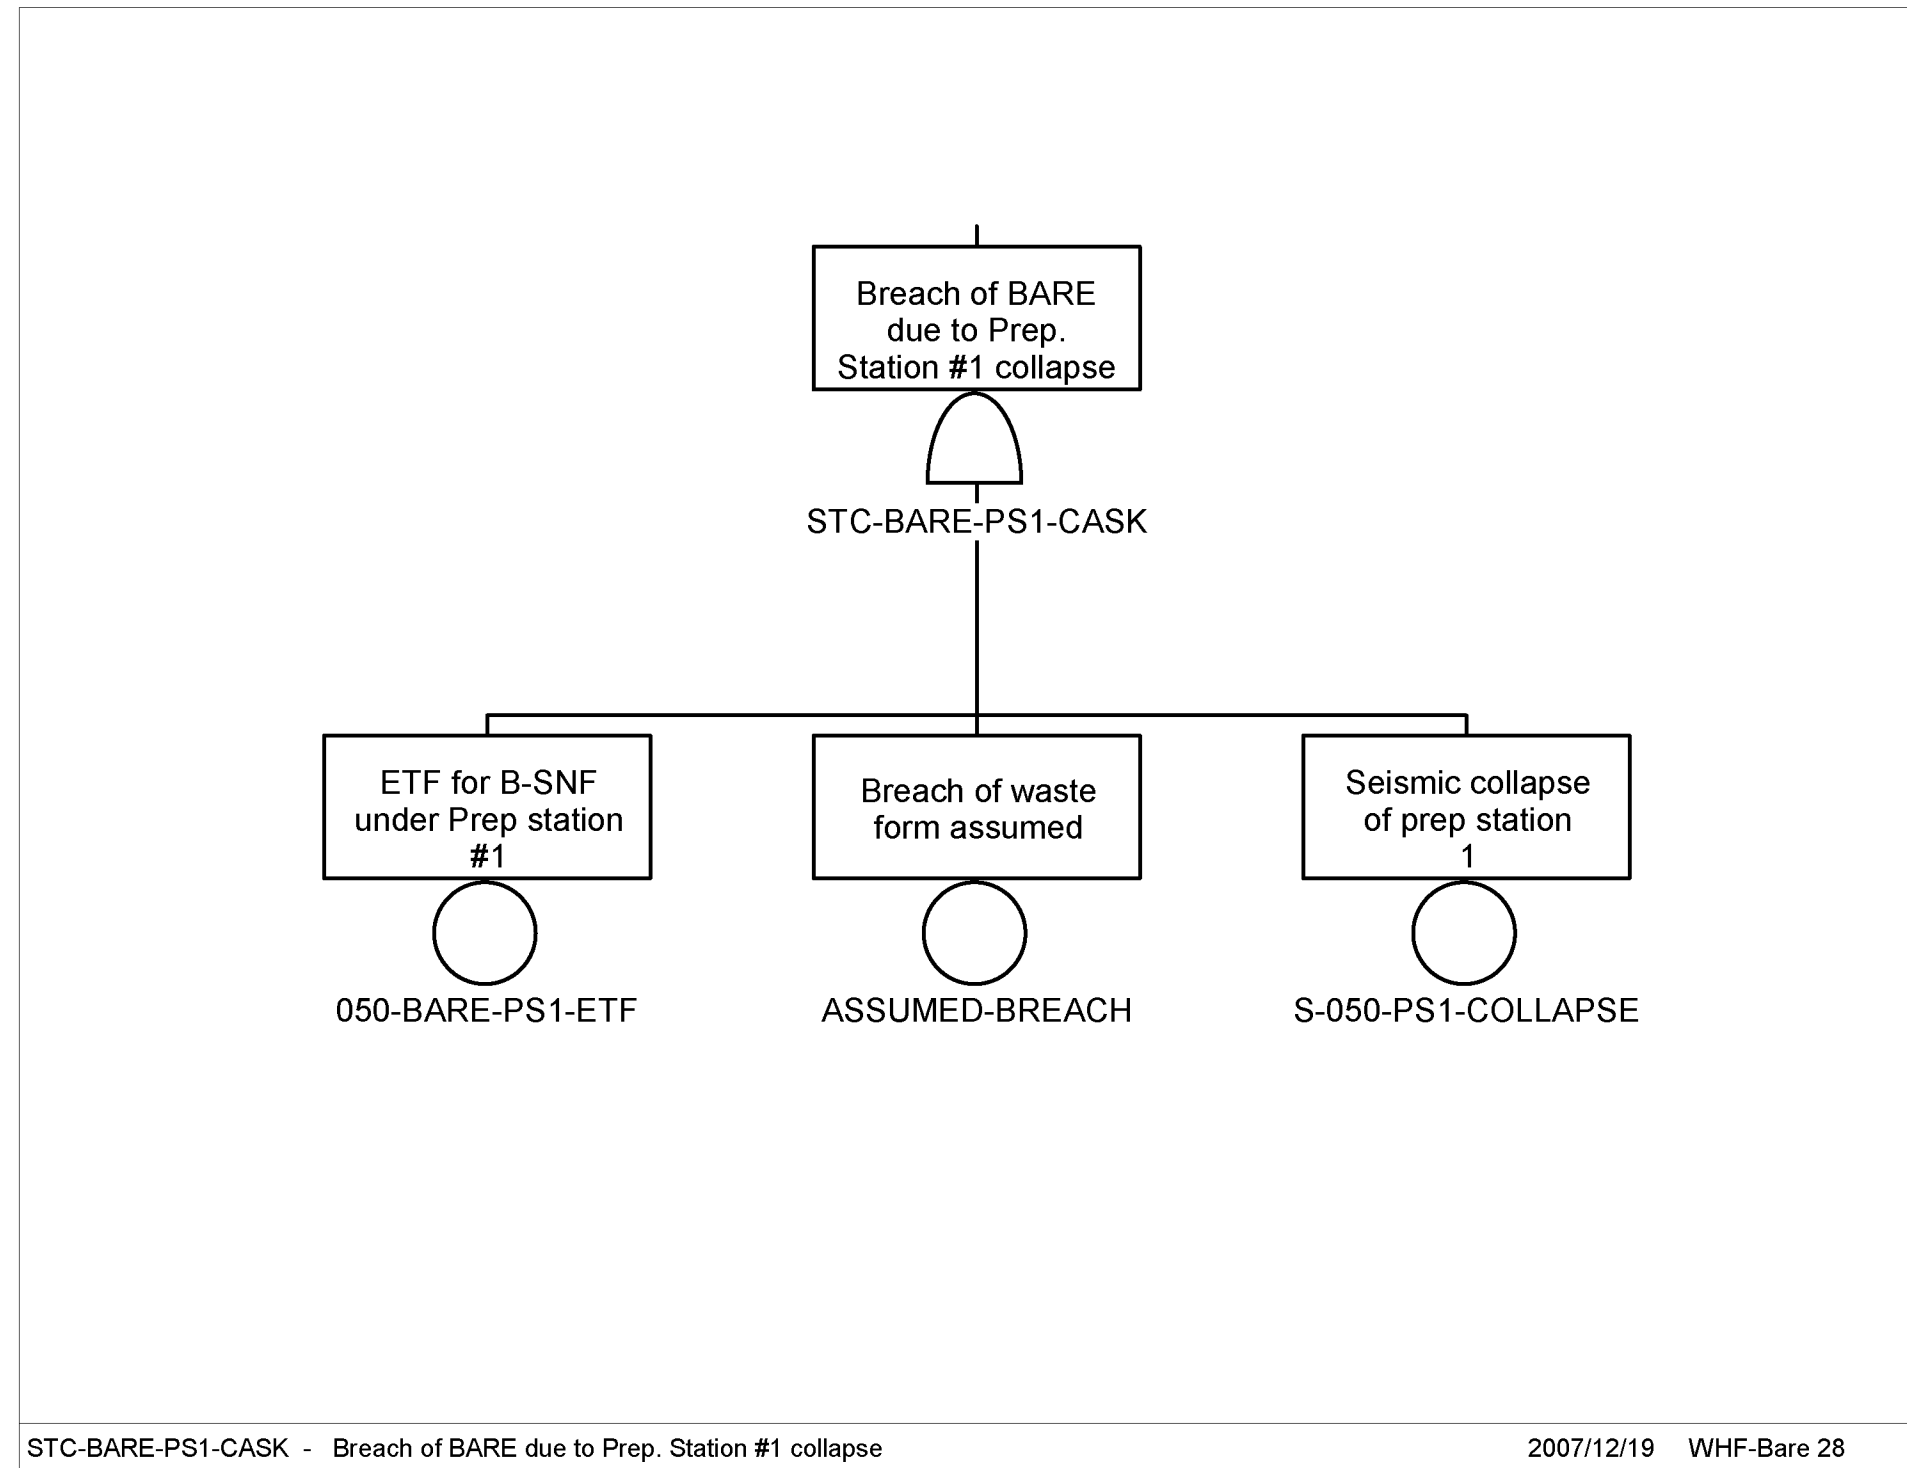 Breach of BARE
due to Prep.
Station #1 collapse
STC-BARE-PS1-CASK
ETF for B-SNF
under Prep station
#1
050-BARE-PS1-ETF
Breach of waste
form assumed
ASSUMED-BREACH
Seismic collapse
of prep station
1
S-050-PS1-COLLAPSE
STC-BARE-PS1-CASK - Breach of BARE due to Prep. Station #1 collapse
2007/12/19 WHF-Bare 28